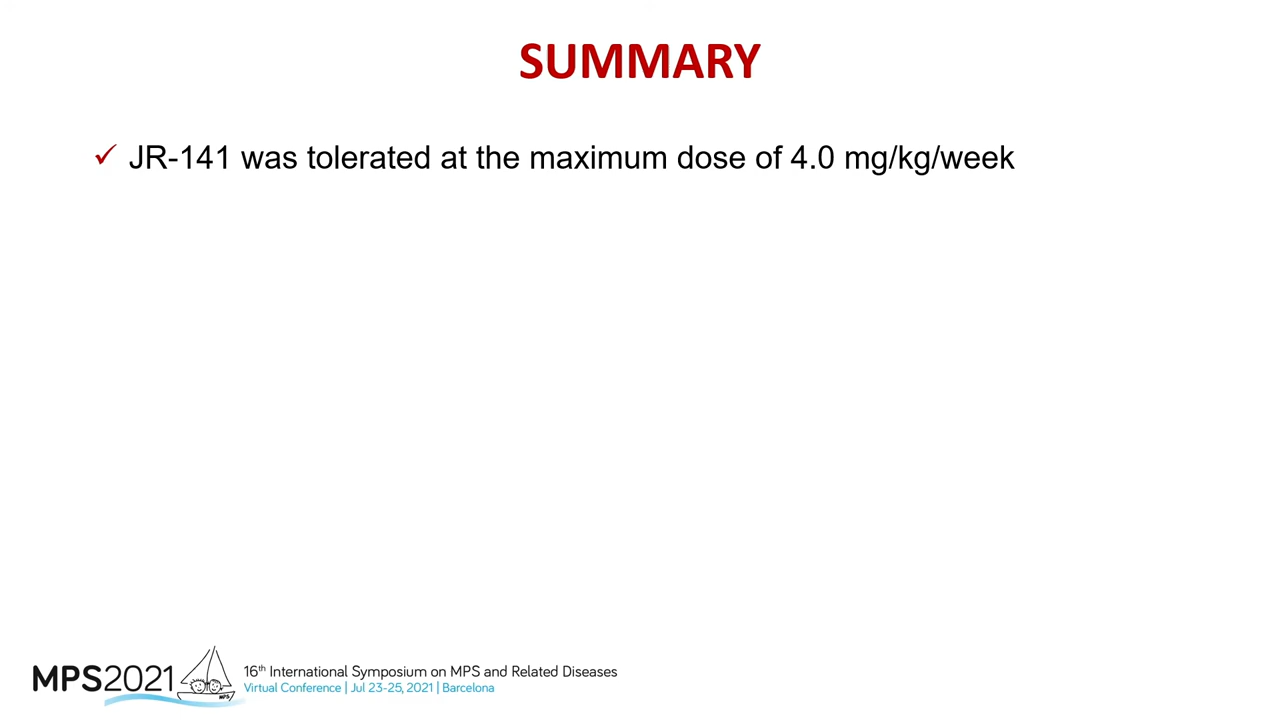 SUMMARY
✓ JR-141 was tolerated at the maximum dose of 4.0 mg/kg/week
MPS2021
MPS
16th International Symposium on MPS and Related Diseases
Virtual Conference | Jul 23-25, 2021 | Barcelona